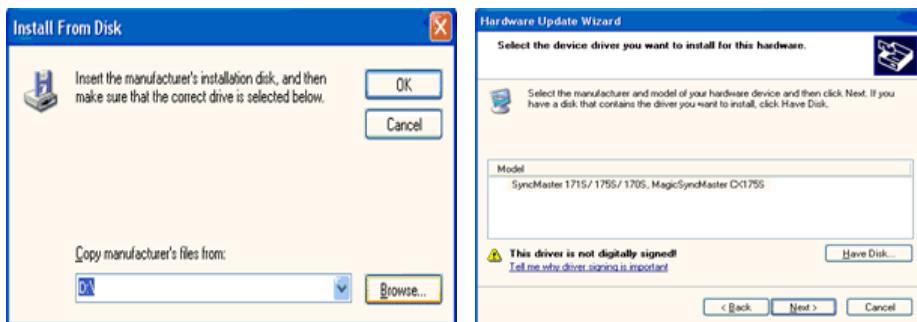 Install From Disk
Insert the manufacturer's installation disk, and then
make sure that the correct drive is selected below.
OK
Cancel
Copy manufacturer's files from:
D:\
Browse...
Hardware Update Wizard
Select the device driver you want to install for this hardware.
Select the manufacturer and model of your hardware device and then click Next. If you
have a disk that contains the driver you want to install, click Have Disk.
Model
SyncMaster 171S/ 175S/ 170S, MagicSyncMaster CX175S
This driver is not digitally signed!
Tell me why driver signing is important
Have Disk...
< Back
Next >
Cancel